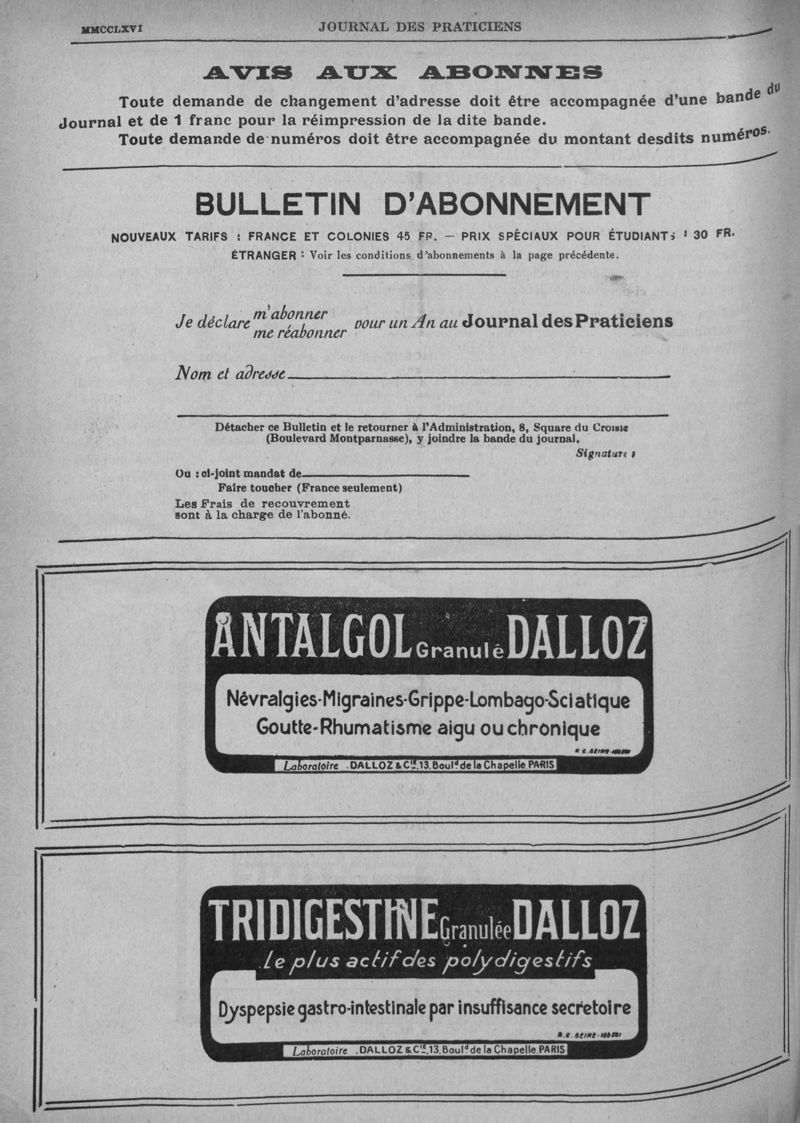 MMCCLXVI
JOURNAL DES PRATICIENS
AVIS AUX ABONNES
Toute demande de changement d'adresse doit être accompagnée d'une bande du
Journal et de 1 franc pour la réimpression de la dite bande.
Toute demande de numéros doit être accompagnée du montant desdits numéros.
BULLETIN D'ABONNEMENT
NOUVEAUX TARIFS : FRANCE ET COLONIES 45 FR. — PRIX SPÉCIAUX POUR ÉTUDIANTS : 30 FR.
ÉTRANGER : Voir les conditions d'abonnements à la page précédente.
Je déclare m'abonner
me réabonner pour un An au Journal des Praticiens
Nom et adresse
Détacher ce Bulletin et le retourner à l'Administration, 8, Square du Croisic
(Boulevard Montparnasse), y joindre la bande du journal.
Signature :
Ou : ci-joint mandat de
Faire toucher (France seulement)
Les Frais de recouvrement
sont à la charge de l'abonné.
ANTALGOL Granulé DALLOZ
Névralgies-Migraines-Grippe-Lombago-Sciatique
Goutte-Rhumatisme aigu ou chronique
Laboratoire .DALLOZ & Cie, 13, Bould de la Chapelle PARIS
TRIDIGESTINE Granulée DALLOZ
Le plus actif des polydigestifs
Dyspepsie gastro-intestinale par insuffisance secretoire
R. C. SEINE
Laboratoire .DALLOZ & Cie, 13, Bould de la Chapelle PARIS